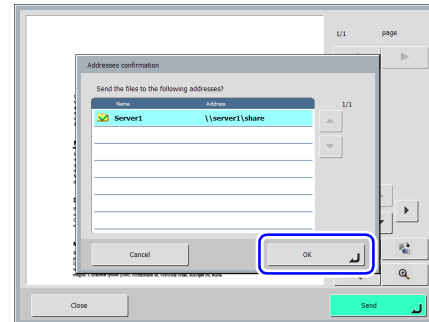 1/1 page
Addresses confirmation
Send the files to the following addresses?
Name Address
1/1
Server1 \\server1\share
Cancel OK
Close Send